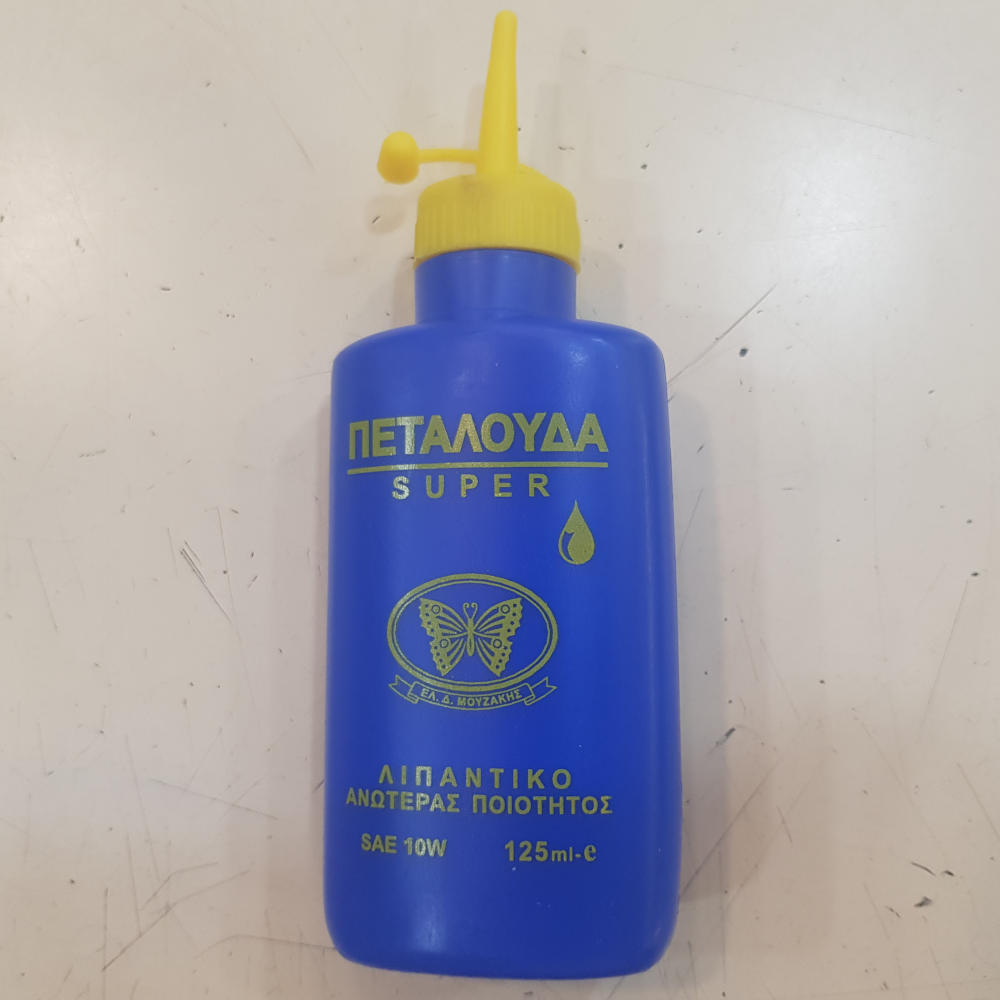 ΠΕΤΑΛΟΥΔΑ
SUPER
ΕΛ. Δ. ΜΟΥΖΑΚΗΣ
ΛΙΠΑΝΤΙΚΟ
ΑΝΩΤΕΡΑΣ ΠΟΙΟΤΗΤΟΣ
SAE 10W 125ml-e